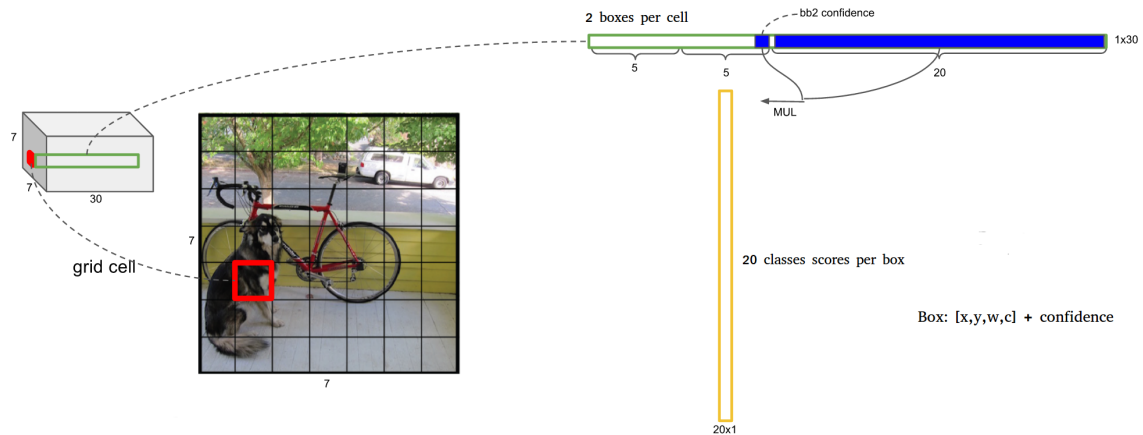 2 boxes per cell
bb2 confidence
1x30
5
5
20
MUL
7
7
30
grid cell
7
7
20 classes scores per box
Box: [x,y,w,c] + confidence
20x1